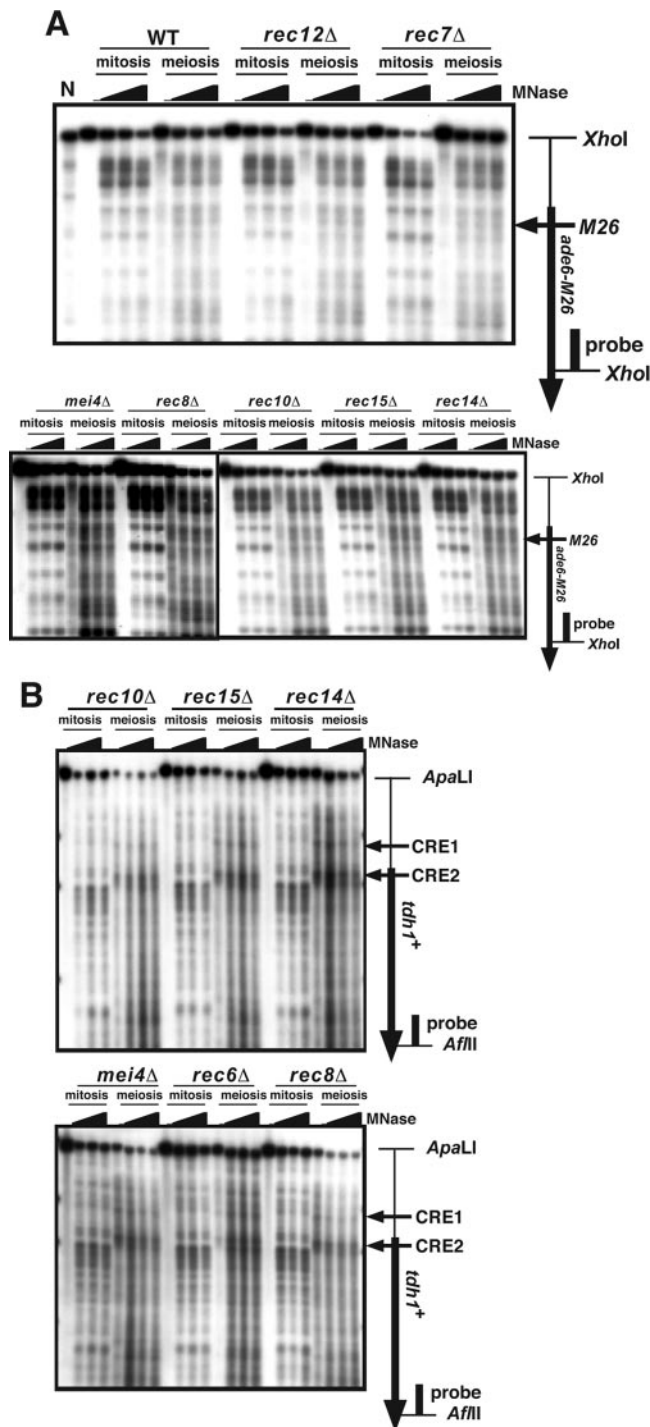 A
WT rec12Δ rec7Δ
mitosis meiosis mitosis meiosis mitosis meiosis
N MNase
XhoI
M26
ade6-M26
probe
XhoI
mei4Δ rec8Δ rec10Δ rec15Δ rec14Δ
mitosis meiosis mitosis meiosis mitosis meiosis mitosis meiosis mitosis meiosis
MNase
XhoI
M26
ade6-M26
probe
XhoI
B
rec10Δ rec15Δ rec14Δ
mitosis meiosis mitosis meiosis mitosis meiosis
MNase
ApaLI
CRE1
CRE2
tdh1+
probe
AflII
mei4Δ rec6Δ rec8Δ
mitosis meiosis mitosis meiosis mitosis meiosis
MNase
ApaLI
CRE1
CRE2
tdh1+
probe
AflII